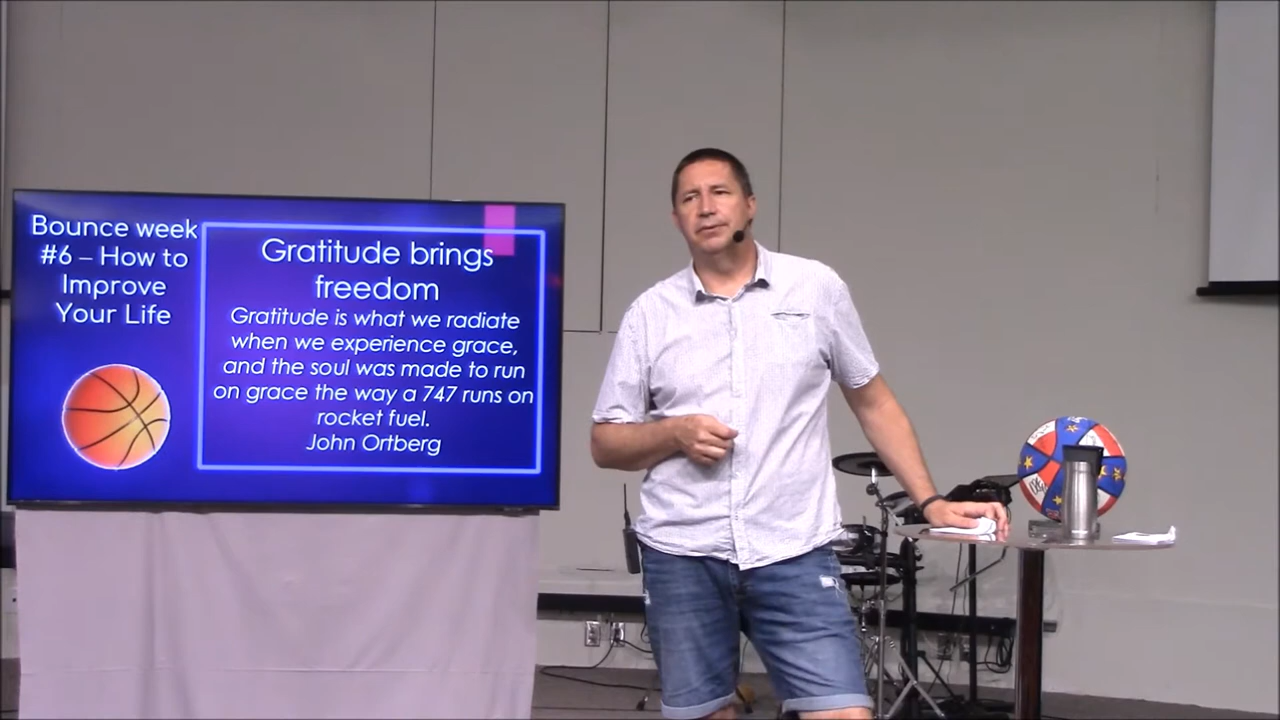 Bounce week
#6 – How to
Improve
Your Life
Gratitude brings
freedom
Gratitude is what we radiate
when we experience grace,
and the soul was made to run
on grace the way a 747 runs on
rocket fuel.
John Ortberg